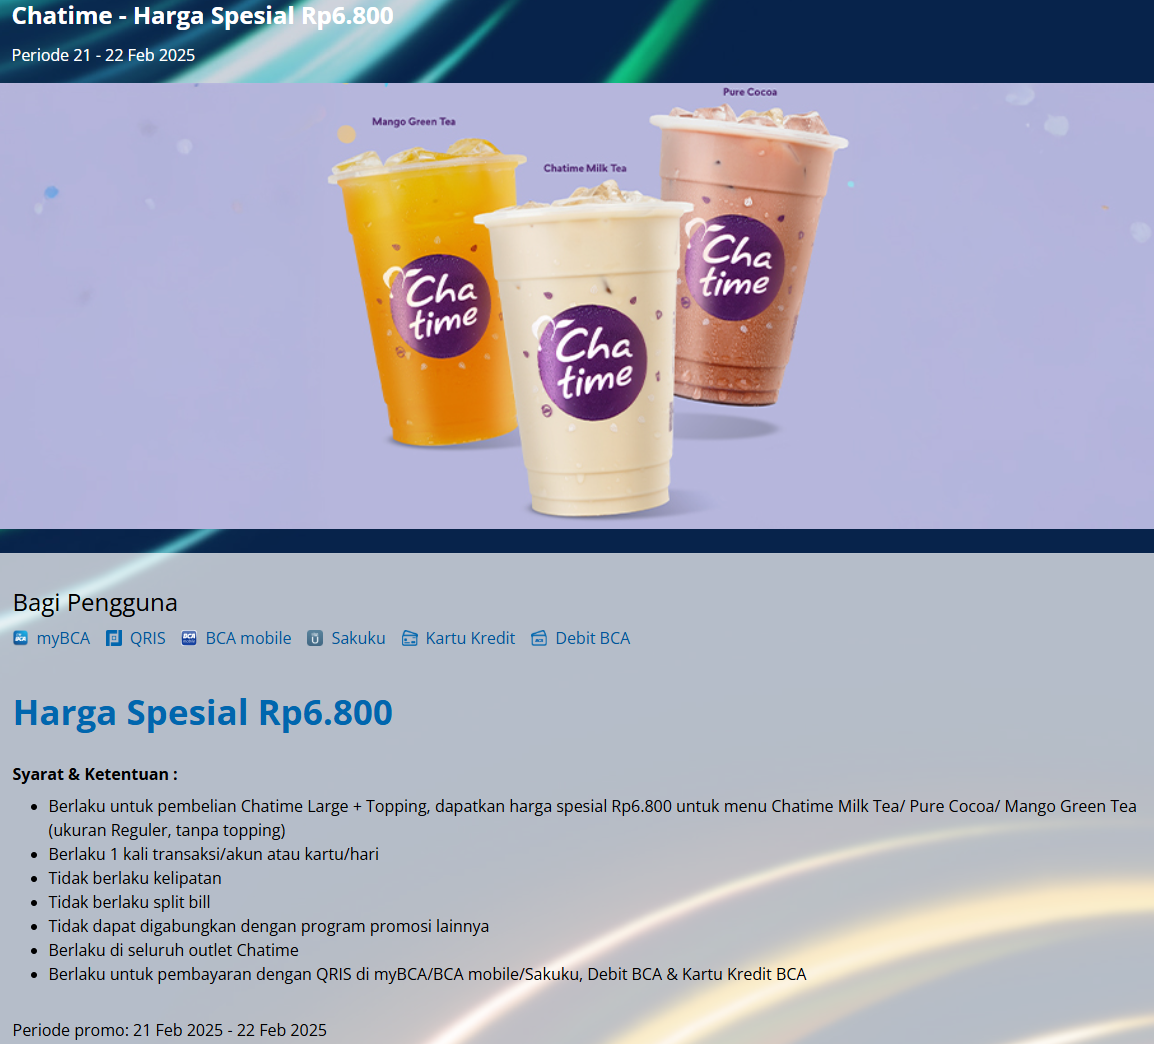 Chatime - Harga Spesial Rp6.800
Periode 21 - 22 Feb 2025
Pure Cocoa
Mango Green Tea
Chatime Milk Tea
Cha
time
Cha
time
Cha
time
Bagi Pengguna
myBCA QRIS BCA mobile Sakuku Kartu Kredit Debit BCA
Harga Spesial Rp6.800
Syarat & Ketentuan :
• Berlaku untuk pembelian Chatime Large + Topping, dapatkan harga spesial Rp6.800 untuk menu Chatime Milk Tea/ Pure Cocoa/ Mango Green Tea
(ukuran Reguler, tanpa topping)
• Berlaku 1 kali transaksi/akun atau kartu/hari
• Tidak berlaku kelipatan
• Tidak berlaku split bill
• Tidak dapat digabungkan dengan program promosi lainnya
• Berlaku di seluruh outlet Chatime
• Berlaku untuk pembayaran dengan QRIS di myBCA/BCA mobile/Sakuku, Debit BCA & Kartu Kredit BCA
Periode promo: 21 Feb 2025 - 22 Feb 2025